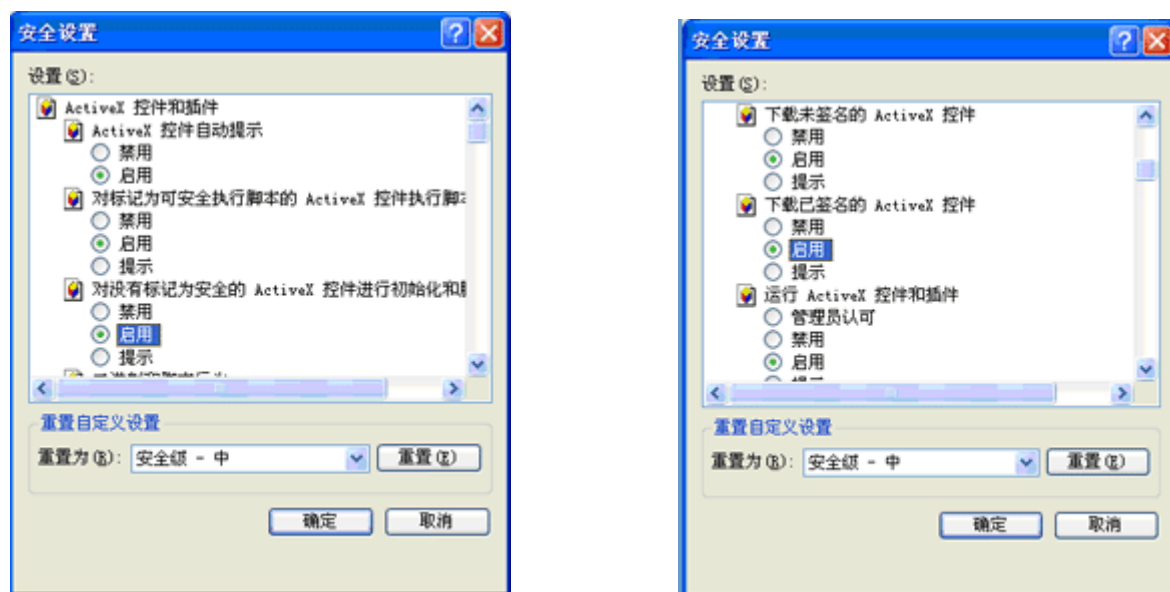 安全设置
设置(S):
ActiveX 控件和插件
ActiveX 控件自动提示
禁用
启用
对标记为可安全执行脚本的 ActiveX 控件执行脚
禁用
启用
提示
对没有标记为安全的 ActiveX 控件进行初始化和
禁用
启用
提示
重置自定义设置
重置为(R): 安全级 - 中 重置(E)
确定 取消
安全设置
设置(S):
下载未签名的 ActiveX 控件
禁用
启用
提示
下载已签名的 ActiveX 控件
禁用
启用
提示
运行 ActiveX 控件和插件
管理员认可
禁用
启用
重置自定义设置
重置为(R): 安全级 - 中 重置(E)
确定 取消